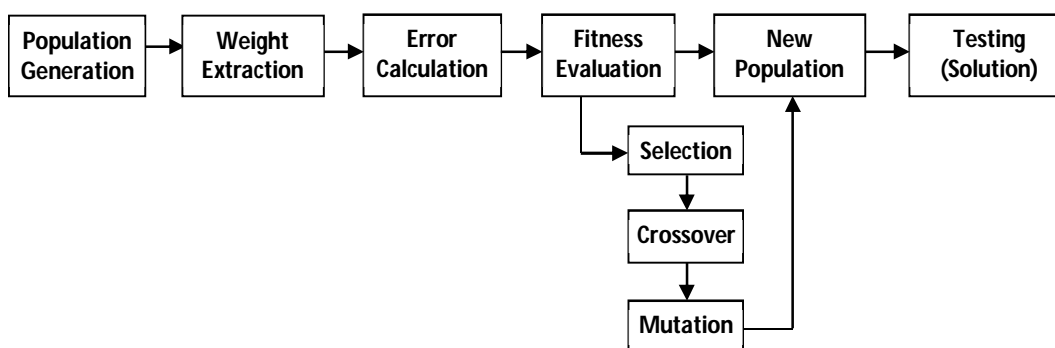 Population
Generation
Weight
Extraction
Error
Calculation
Fitness
Evaluation
New
Population
Testing
(Solution)
Selection
Crossover
Mutation